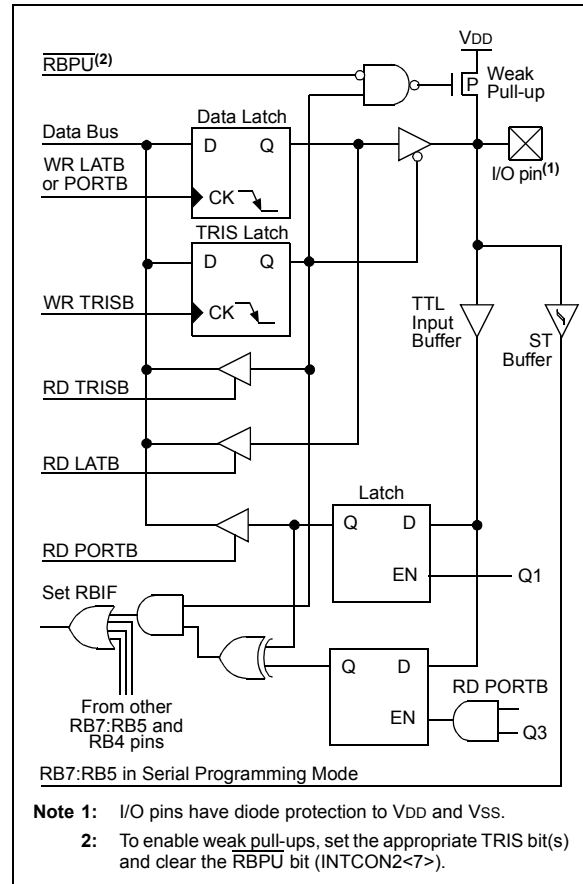 VDD
RBPU(2)
P
Weak
Pull-up
Data Latch
Data Bus
D Q
WR LATB
or PORTB
CK
I/O pin(1)
TRIS Latch
D Q
WR TRISB
CK
TTL
Input
Buffer
ST
Buffer
RD TRISB
RD LATB
Latch
Q D
RD PORTB
EN
Q1
Set RBIF
Q D
RD PORTB
EN
Q3
From other
RB7:RB5 and
RB4 pins
RB7:RB5 in Serial Programming Mode
Note 1: I/O pins have diode protection to VDD and VSS.
2: To enable weak pull-ups, set the appropriate TRIS bit(s)
and clear the RBPU bit (INTCON2<7>).